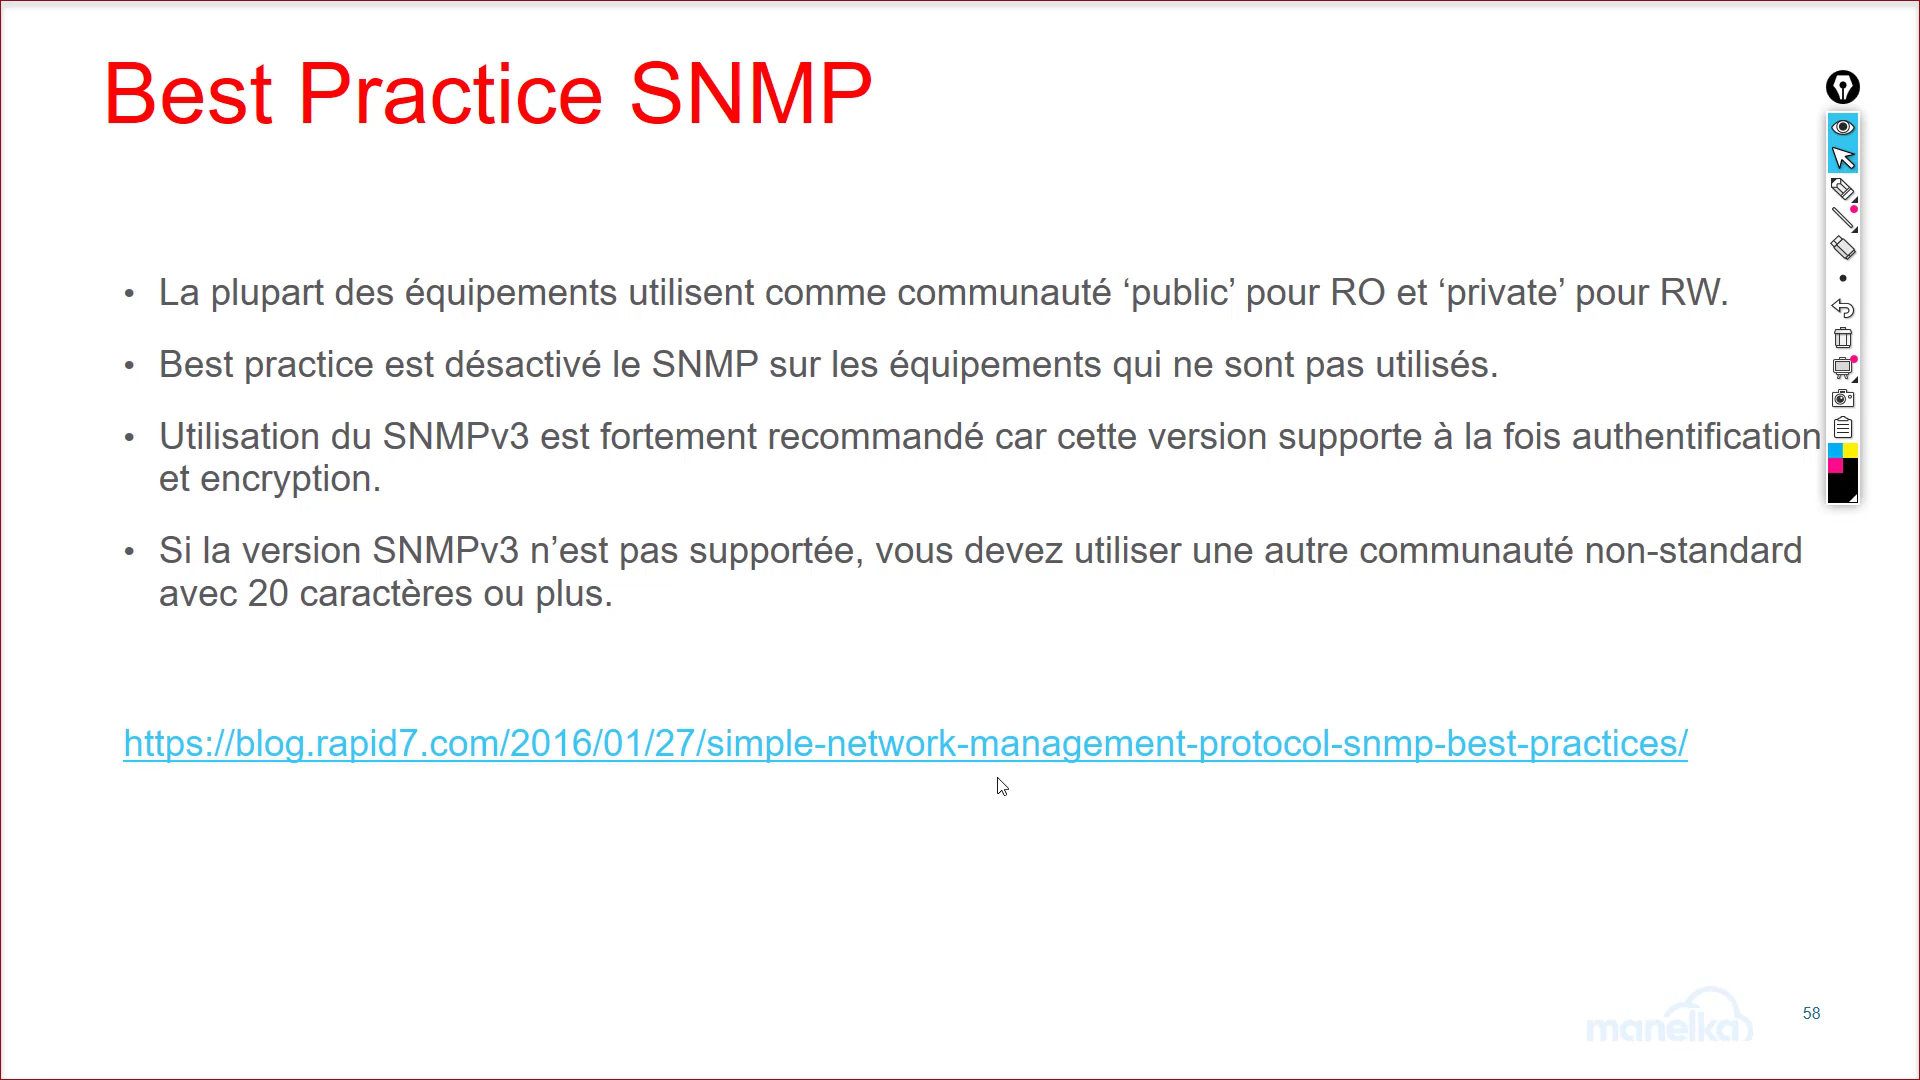 Best Practice SNMP
• La plupart des équipements utilisent comme communauté ‘public’ pour RO et ‘private’ pour RW.
• Best practice est désactivé le SNMP sur les équipements qui ne sont pas utilisés.
• Utilisation du SNMPv3 est fortement recommandé car cette version supporte à la fois authentification
et encryption.
• Si la version SNMPv3 n’est pas supportée, vous devez utiliser une autre communauté non-standard
avec 20 caractères ou plus.
https://blog.rapid7.com/2016/01/27/simple-network-management-protocol-snmp-best-practices/
manelka
58